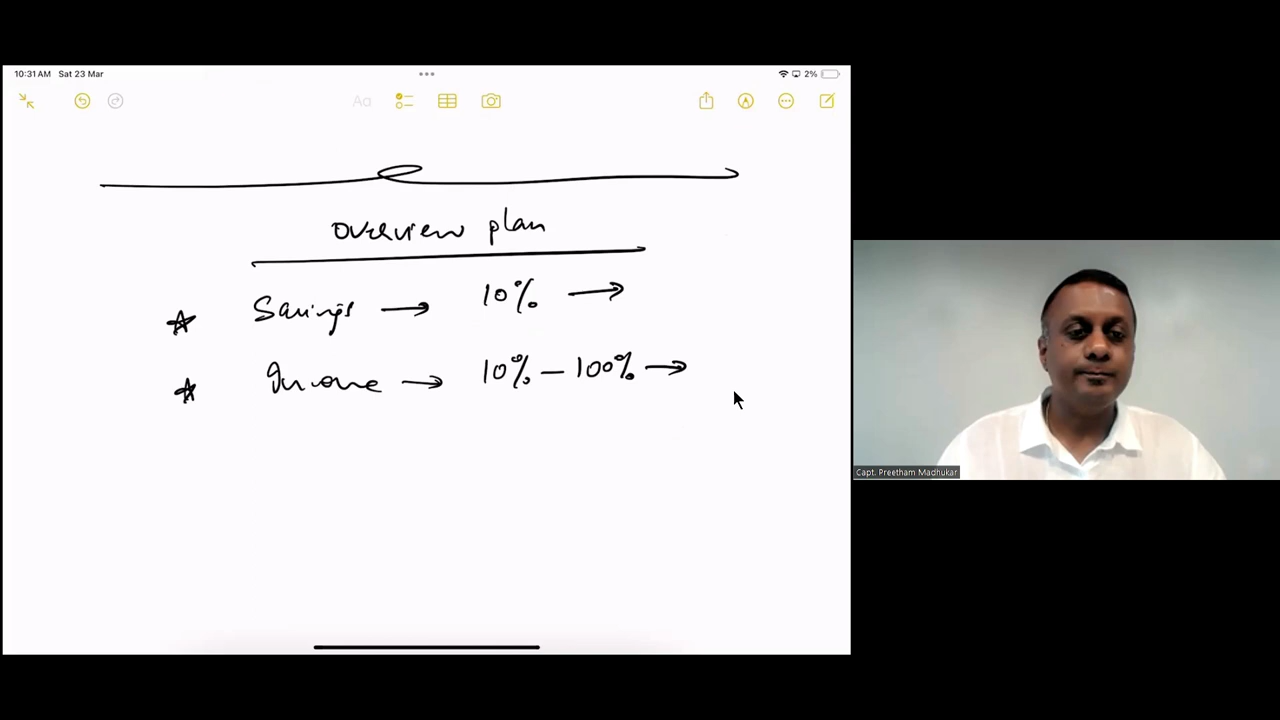 10:31 AM Sat 23 Mar
2%
Aa
overview plan
Savings → 10% →
Income → 10% – 100% →
Capt. Preetham Madhukar